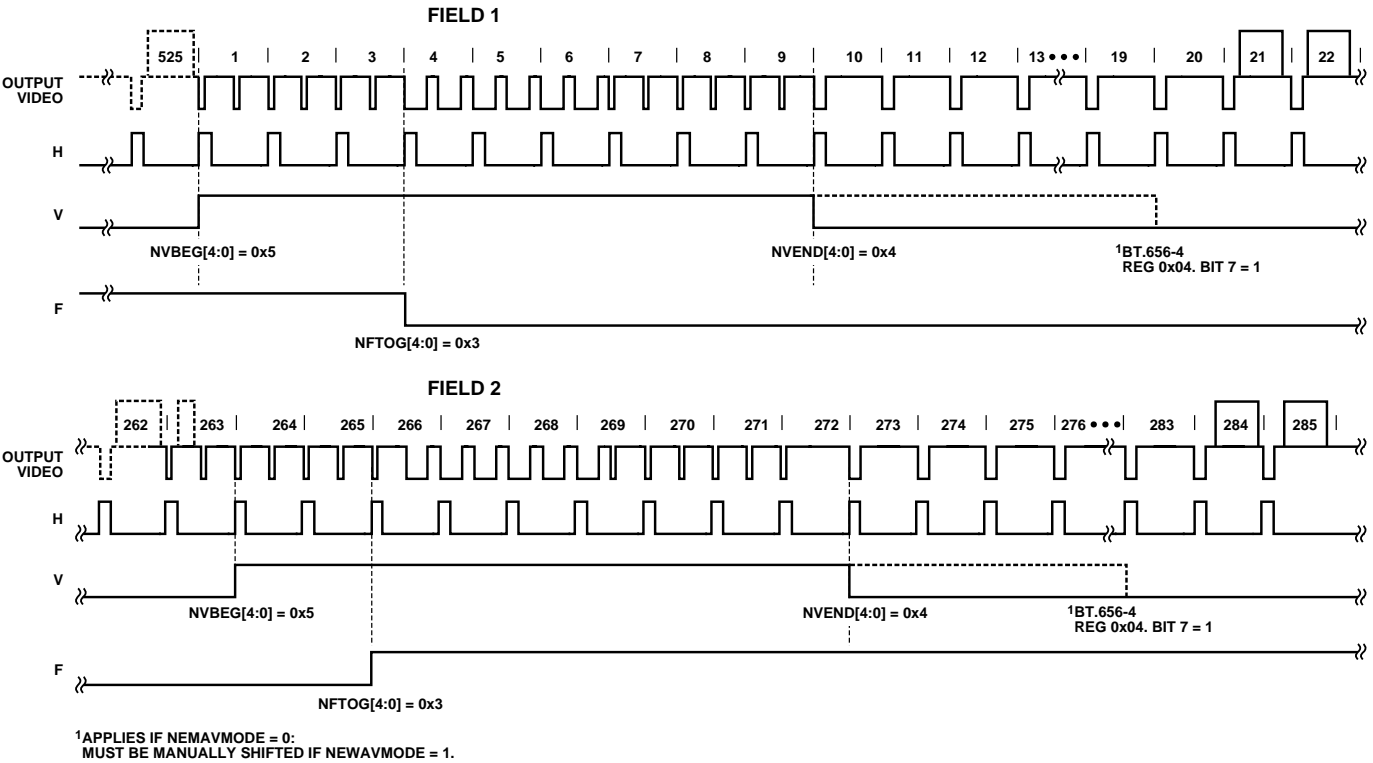 FIELD 1
525 1 2 3 4 5 6 7 8 9 10 11 12 13 ••• 19 20 21 22
OUTPUT
VIDEO
H
V
NVBEG[4:0] = 0x5
NVEND[4:0] = 0x4
1BT.656-4
REG 0x04. BIT 7 = 1
F
NFTOG[4:0] = 0x3
FIELD 2
262 263 264 265 266 267 268 269 270 271 272 273 274 275 276 ••• 283 284 285
OUTPUT
VIDEO
H
V
NVBEG[4:0] = 0x5
NVEND[4:0] = 0x4
1BT.656-4
REG 0x04. BIT 7 = 1
F
NFTOG[4:0] = 0x3
1APPLIES IF NEMAVMODE = 0:
MUST BE MANUALLY SHIFTED IF NEWAVMODE = 1.